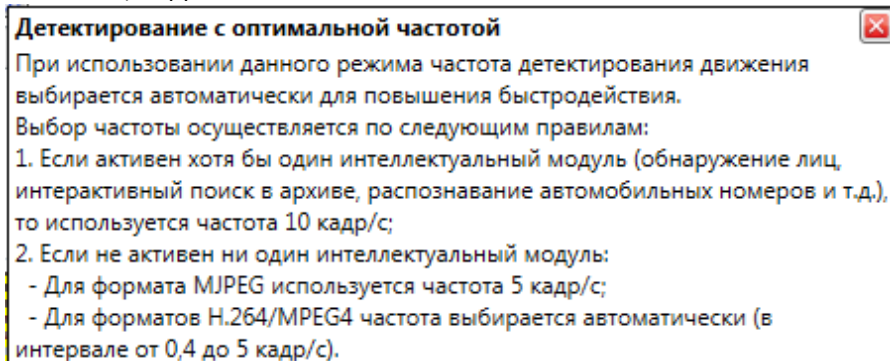 Детектирование с оптимальной частотой
При использовании данного режима частота детектирования движения
выбирается автоматически для повышения быстродействия.
Выбор частоты осуществляется по следующим правилам:
1. Если активен хотя бы один интеллектуальный модуль (обнаружение лиц,
интерактивный поиск в архиве, распознавание автомобильных номеров и т.д.),
то используется частота 10 кадр/с;
2. Если не активен ни один интеллектуальный модуль:
- Для формата MJPEG используется частота 5 кадр/с;
- Для форматов H.264/MPEG4 частота выбирается автоматически (в
интервале от 0,4 до 5 кадр/с).